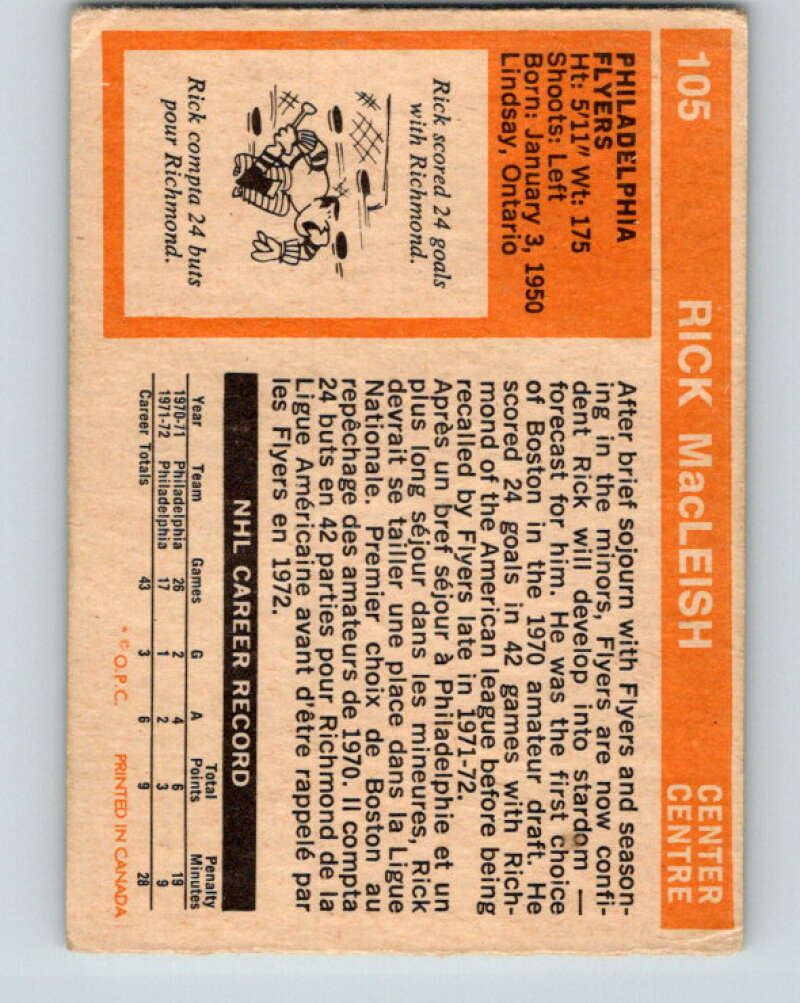 105
RICK MacLEISH
CENTER
CENTRE
PHILADELPHIA
FLYERS
Ht: 5'11" Wt: 175
Shoots: Left
Born: January 3, 1950
Lindsay, Ontario
Rick scored 24 goals
with Richmond.
Rick compta 24 buts
pour Richmond.
After brief sojourn with Flyers and season-
ing in the minors, Flyers are now confi-
dent Rick will develop into stardom —
forecast for him. He was the first choice
of Boston in the 1970 amateur draft. He
scored 24 goals in 42 games with Rich-
mond of the American league before being
recalled by Flyers late in 1971-72.
Après un bref séjour à Philadelphie et un
plus long séjour dans les mineures, Rick
devrait se tailler une place dans la Ligue
Nationale. Premier choix de Boston au
repêchage des amateurs de 1970. Il compta
24 buts en 42 parties pour Richmond de la
Ligue Américaine avant d'être rappelé par
les Flyers en 1972.
NHL CAREER RECORD
Year Team Games G A Total Points Penalty Minutes
1970-71 Philadelphia 26 2 4 6 19
1971-72 Philadelphia 17 1 2 3 9
Career Totals 43 3 6 9 28
* © O.P.C. PRINTED IN CANADA